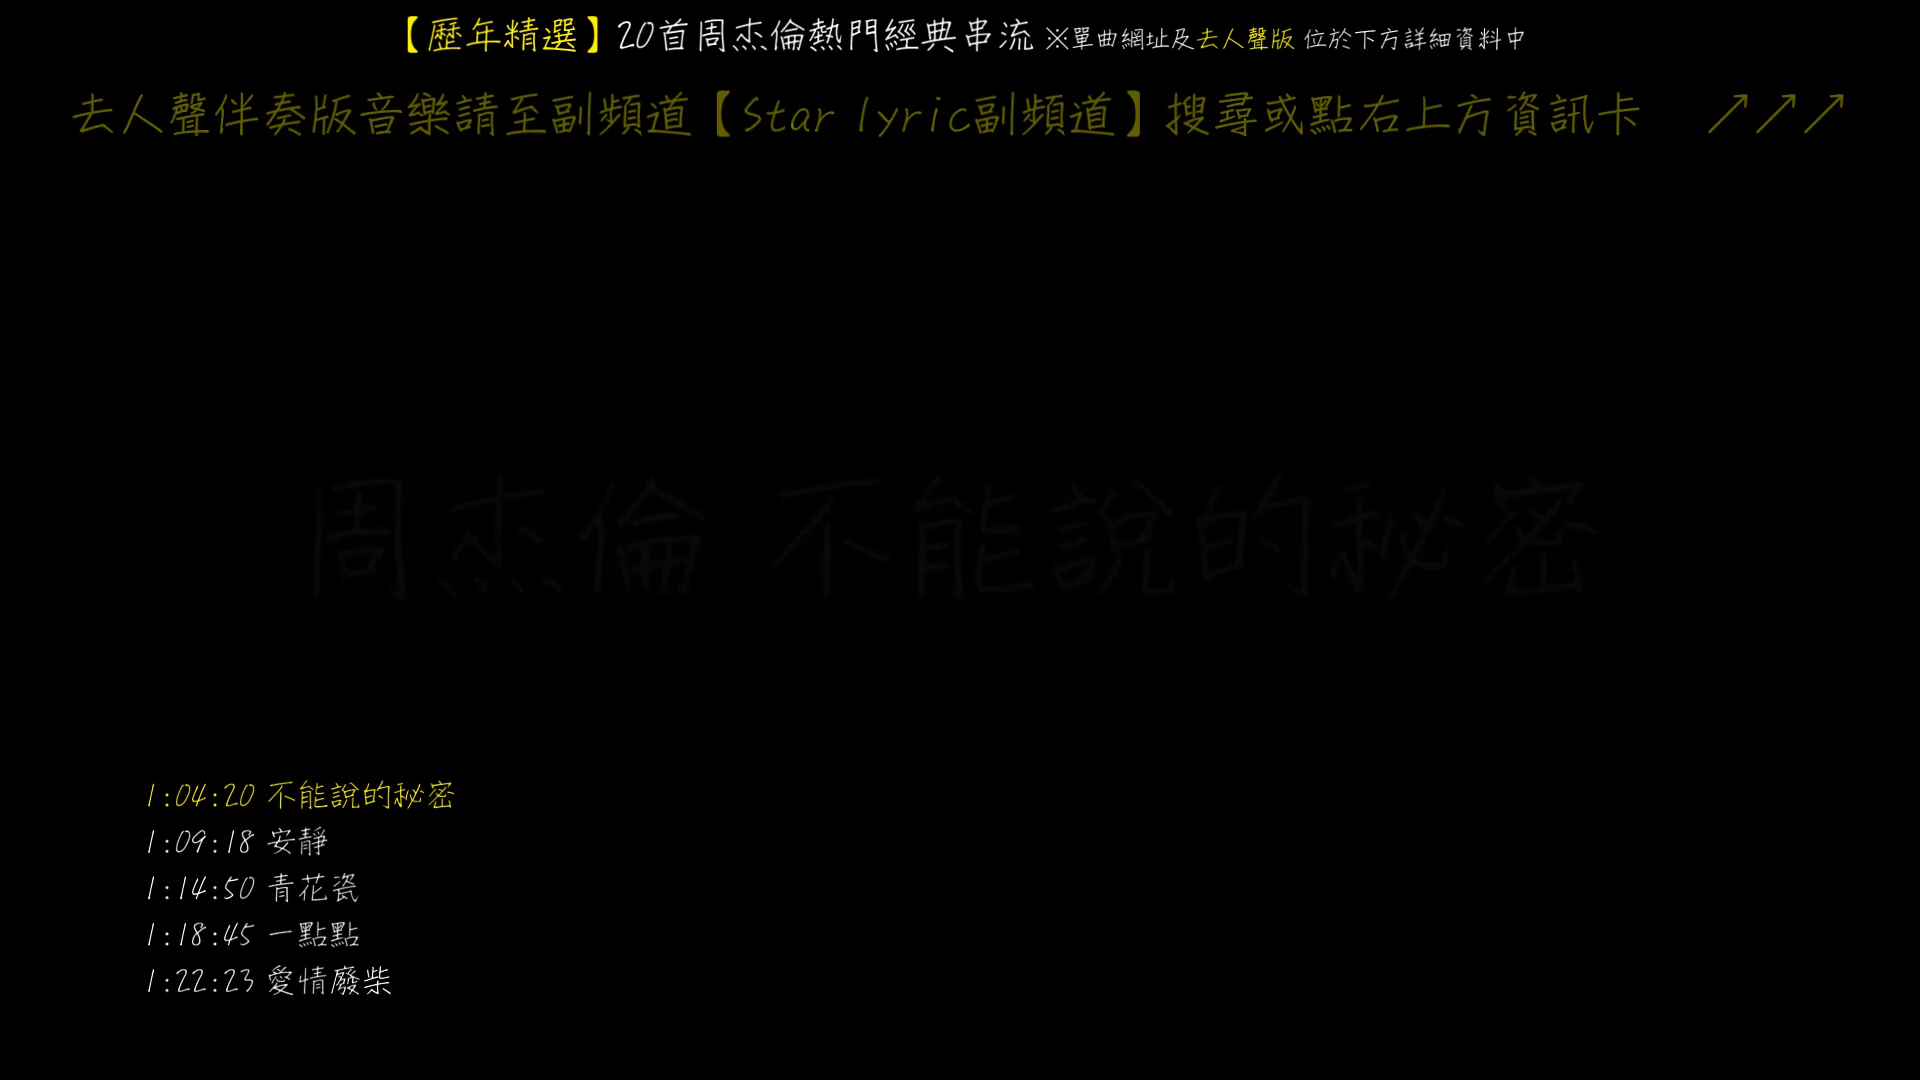 【歷年精選】20首周杰倫熱門經典串流 ※單曲網址及去人聲版 位於下方詳細資料中
去人聲伴奏版音樂請至副頻道【Star lyric副頻道】搜尋或點右上方資訊卡 ↗↗↗
周杰倫 不能說的秘密
1:04:20 不能說的秘密
1:09:18 安靜
1:14:50 青花瓷
1:18:45 一點點
1:22:23 愛情廢柴